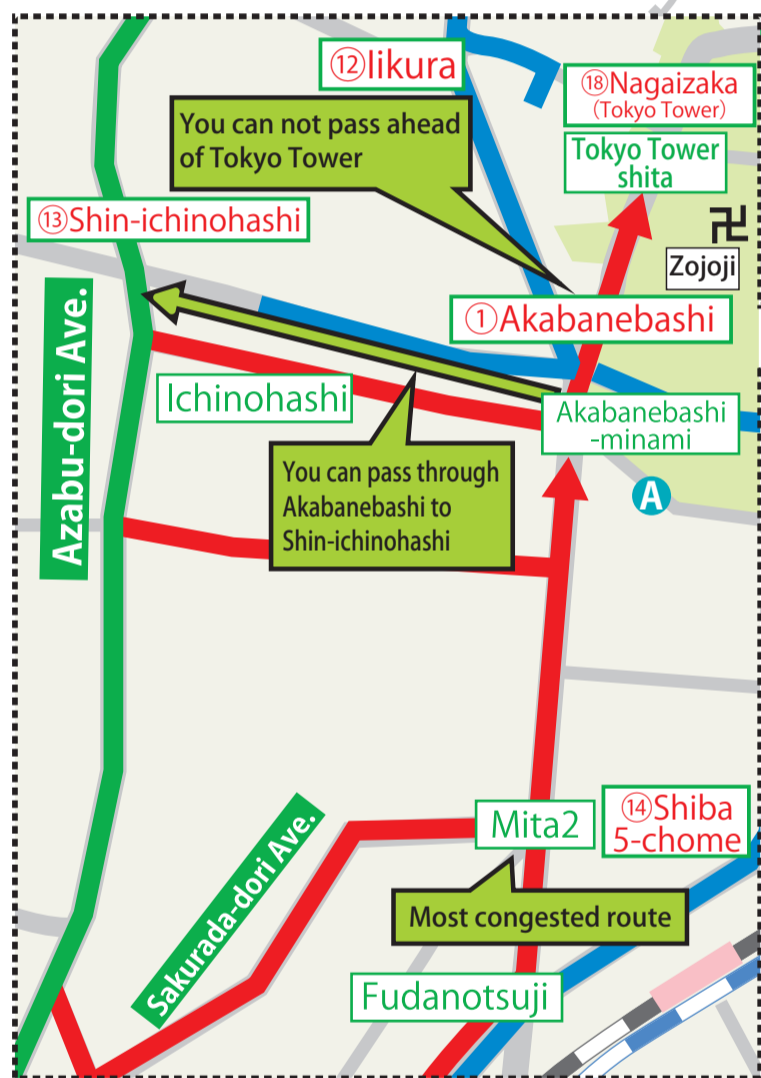 ⑫Iikura
⑱Nagaizaka
(Tokyo Tower)
You can not pass ahead
of Tokyo Tower
Tokyo Tower
shita
⑬Shin-ichinohashi
Zojoji
①Akabanebashi
Azabu-dori Ave.
Ichinohashi
Akabanebashi
-minami
You can pass through
Akabanebashi to
Shin-ichinohashi
A
Mita2
⑭Shiba
5-chome
Sakurada-dori Ave.
Most congested route
Fudanotsuji